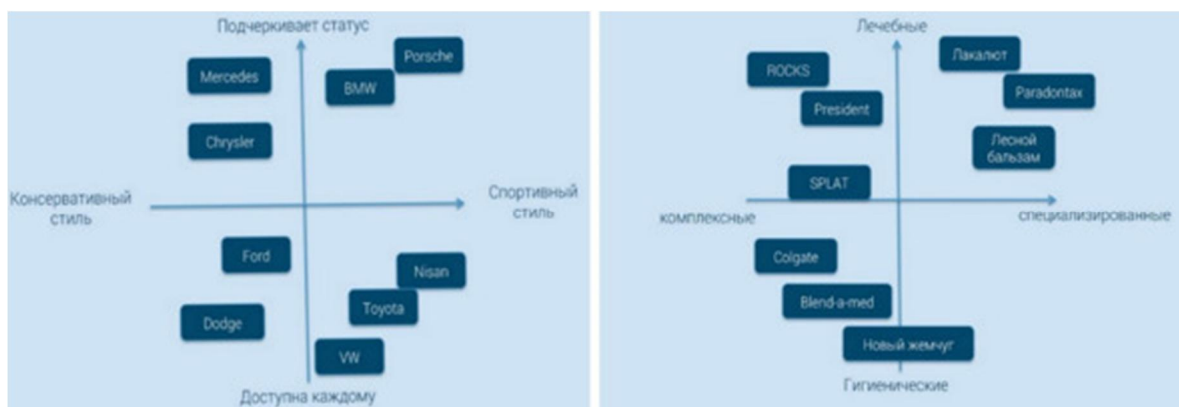 Подчеркивает статус
Porsche
Mercedes
BMW
Chrysler
Консервативный
стиль
Спортивный
стиль
Ford
Nisan
Toyota
Dodge
VW
Доступна каждому
Лечебные
ROCKS
Лакалют
Paradontax
President
Лесной
бальзам
SPLAT
комплексные
специализированные
Colgate
Blend-a-med
Новый жемчуг
Гигиенические